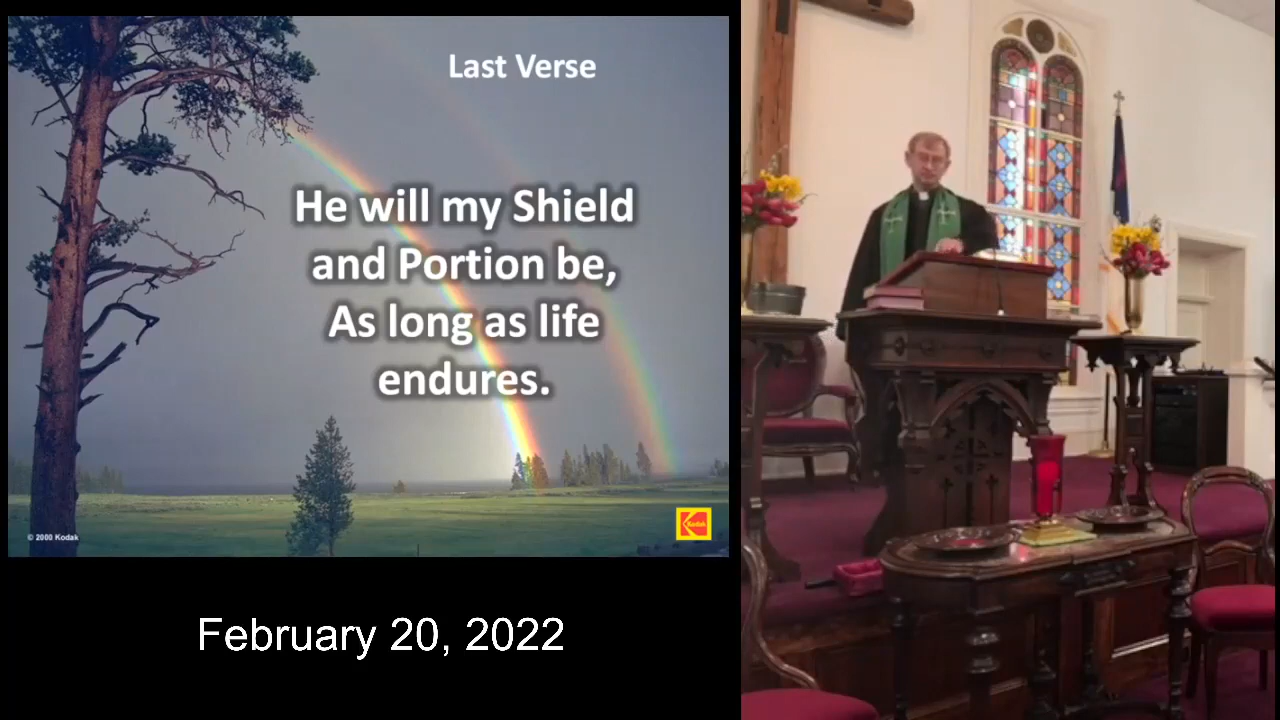 Last Verse
He will my Shield
and Portion be,
As long as life
endures.
© 2000 Kodak
Kodak
February 20, 2022